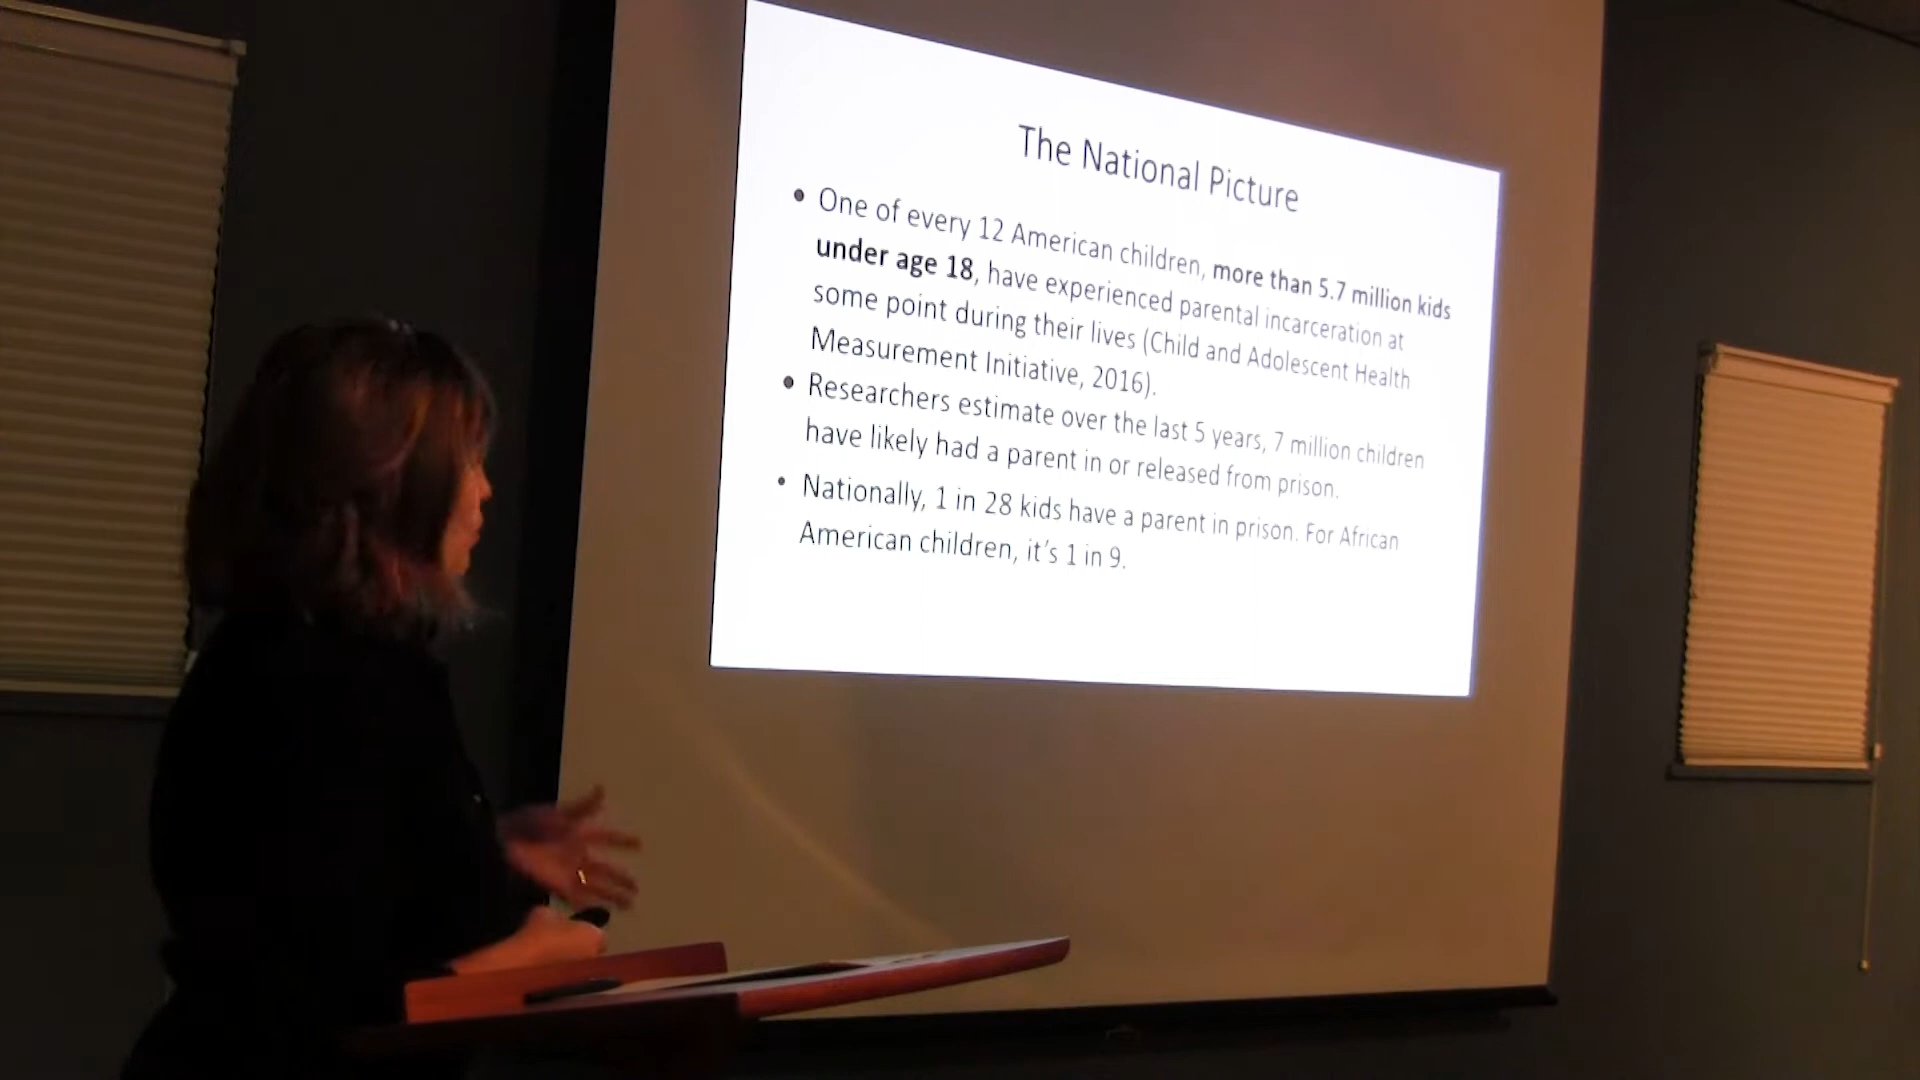 The National Picture
• One of every 12 American children, more than 5.7 million kids
under age 18, have experienced parental incarceration at
some point during their lives (Child and Adolescent Health
Measurement Initiative, 2016).
• Researchers estimate over the last 5 years, 7 million children
have likely had a parent in or released from prison.
• Nationally, 1 in 28 kids have a parent in prison. For African
American children, it's 1 in 9.